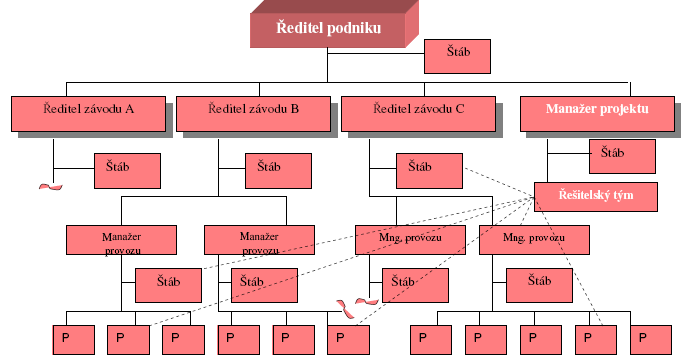 Ředitel podniku
Štáb
Ředitel závodu A
Ředitel závodu B
Ředitel závodu C
Manažer projektu
Štáb
Štáb
Štáb
Štáb
Řešitelský tým
Manažer
provozu
Manažer
provozu
Mng. provozu
Mng. provozu
Štáb
Štáb
Štáb
Štáb
P
P
P
P
P
P
P
P
P
P
P